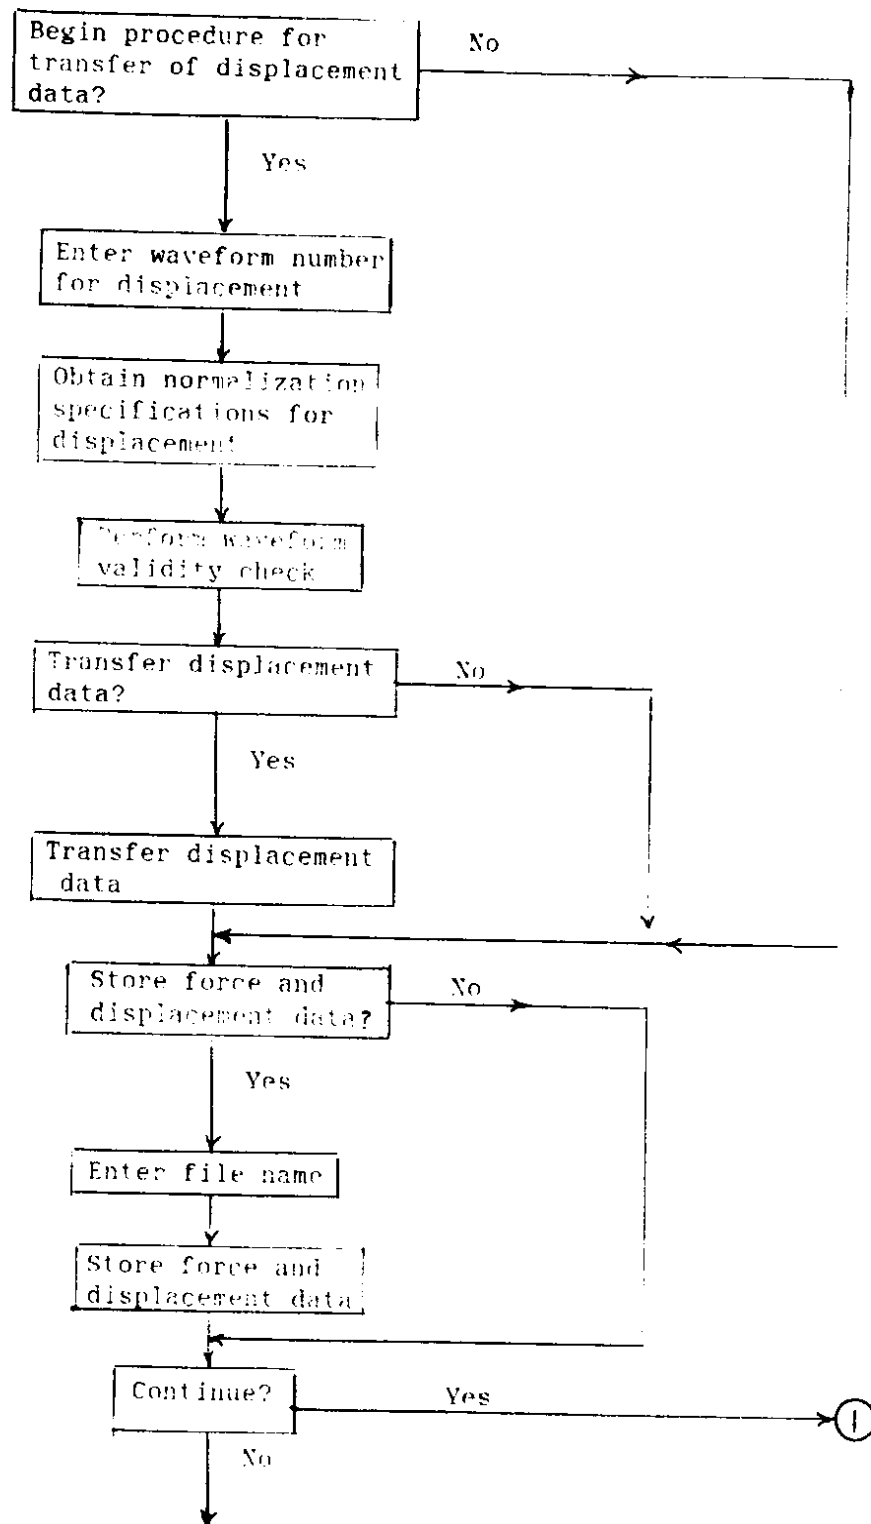 Begin procedure for
No
transfer of displacement
data?
Yes
Enter waveform number
for displacement
Obtain normalization
specifications for
displacement
Perform waveform
validity check
Transfer displacement
No
data?
Yes
Transfer displacement
data
Store force and
No
displacement data?
Yes
Enter file name
Store force and
displacement data
Continue?
Yes
1
No